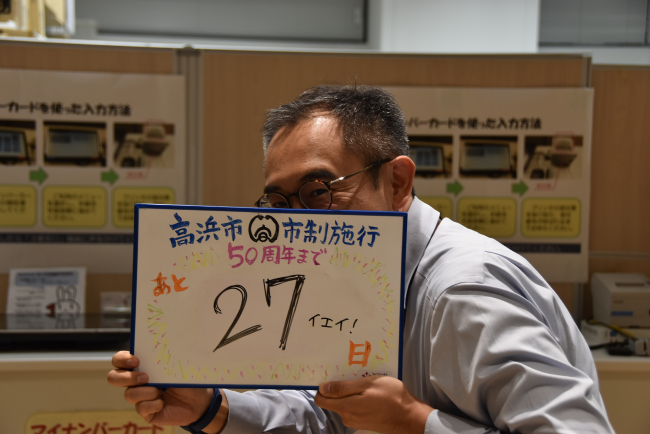 ーカードを使った入力方法
バーカードを使った入力方法
高浜市 市制施行
50周年まで
あと
27
イエイ!
日
マイナンバーカード